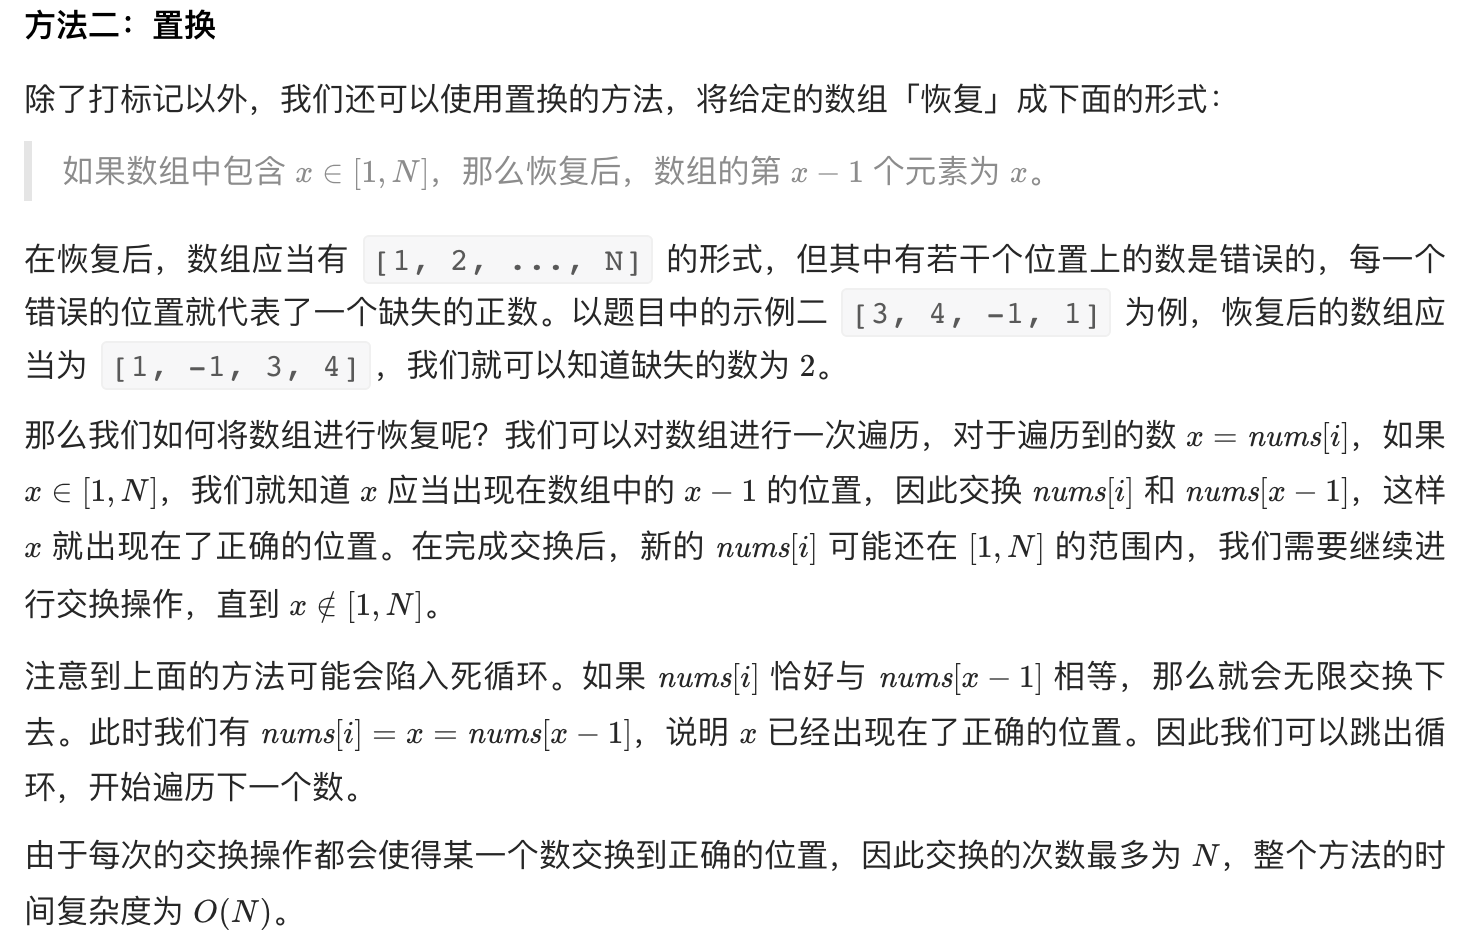 方法二：置换
除了打标记以外，我们还可以使用置换的方法，将给定的数组「恢复」成下面的形式：
如果数组中包含 x ∈ [1, N]，那么恢复后，数组的第 x − 1 个元素为 x。
在恢复后，数组应当有 [1, 2, ..., N] 的形式，但其中有若干个位置上的数是错误的，每一个
错误的位置就代表了一个缺失的正数。以题目中的示例二 [3, 4, -1, 1] 为例，恢复后的数组应
当为 [1, -1, 3, 4]，我们就可以知道缺失的数为 2。
那么我们如何将数组进行恢复呢？我们可以对数组进行一次遍历，对于遍历到的数 x = nums[i]，如果
x ∈ [1, N]，我们就知道 x 应当出现在数组中的 x − 1 的位置，因此交换 nums[i] 和 nums[x − 1]，这样
x 就出现在了正确的位置。在完成交换后，新的 nums[i] 可能还在 [1, N] 的范围内，我们需要继续进
行交换操作，直到 x ∉ [1, N]。
注意到上面的方法可能会陷入死循环。如果 nums[i] 恰好与 nums[x − 1] 相等，那么就会无限交换下
去。此时我们有 nums[i] = x = nums[x − 1]，说明 x 已经出现在了正确的位置。因此我们可以跳出循
环，开始遍历下一个数。
由于每次的交换操作都会使得某一个数交换到正确的位置，因此交换的次数最多为 N，整个方法的时
间复杂度为 O(N)。